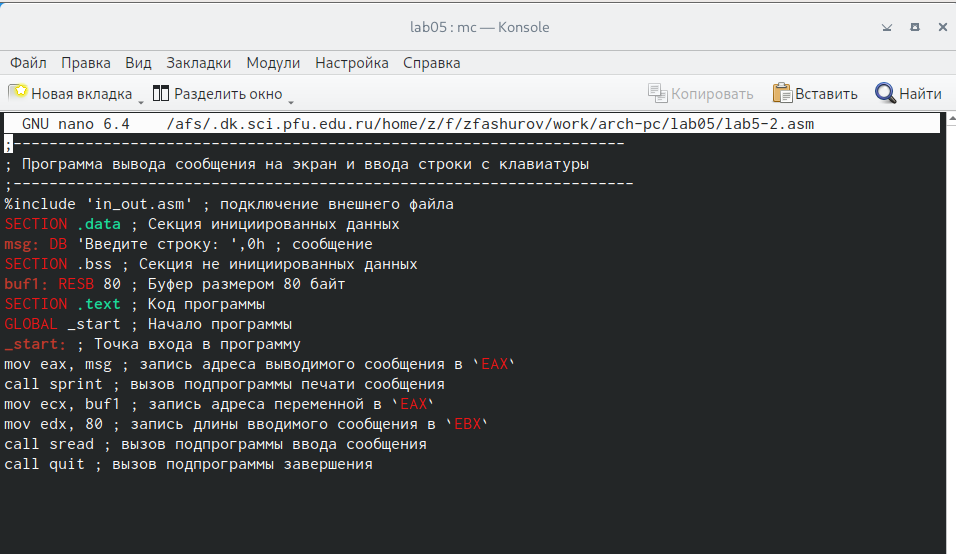 lab05 : mc — Konsole
Файл Правка Вид Закладки Модули Настройка Справка
Новая вкладка Разделить окно Копировать Вставить Найти
GNU nano 6.4 /afs/.dk.sci.pfu.edu.ru/home/z/f/zfashurov/work/arch-pc/lab05/lab5-2.asm
;--------------------------------------------------------------------
; Программа вывода сообщения на экран и ввода строки с клавиатуры
;---------------------------------------------------------------------
%include 'in_out.asm' ; подключение внешнего файла
SECTION .data ; Секция инициированных данных
msg: DB 'Введите строку: ',0h ; сообщение
SECTION .bss ; Секция не инициированных данных
buf1: RESB 80 ; Буфер размером 80 байт
SECTION .text ; Код программы
GLOBAL _start ; Начало программы
_start: ; Точка входа в программу
mov eax, msg ; запись адреса выводимого сообщения в `EAX`
call sprint ; вызов подпрограммы печати сообщения
mov ecx, buf1 ; запись адреса переменной в `EAX`
mov edx, 80 ; запись длины вводимого сообщения в `EBX`
call sread ; вызов подпрограммы ввода сообщения
call quit ; вызов подпрограммы завершения